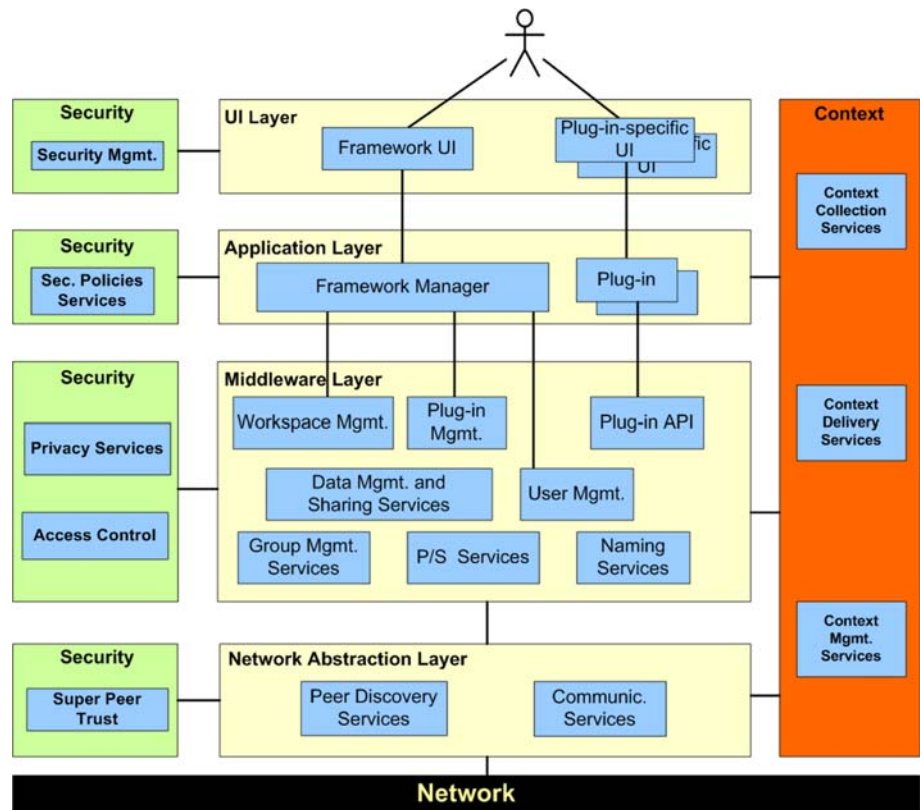 Security
Security Mgmt.
UI Layer
Framework UI
Plug-in-specific
UI
fic
UI
Context
Context
Collection
Services
Security
Sec. Policies
Services
Application Layer
Framework Manager
Plug-in
Security
Privacy Services
Access Control
Middleware Layer
Workspace Mgmt.
Plug-in
Mgmt.
Plug-in API
Data Mgmt. and
Sharing Services
User Mgmt.
Group Mgmt.
Services
P/S Services
Naming
Services
Context
Delivery
Services
Security
Super Peer
Trust
Network Abstraction Layer
Peer Discovery
Services
Communic.
Services
Context
Mgmt.
Services
Network